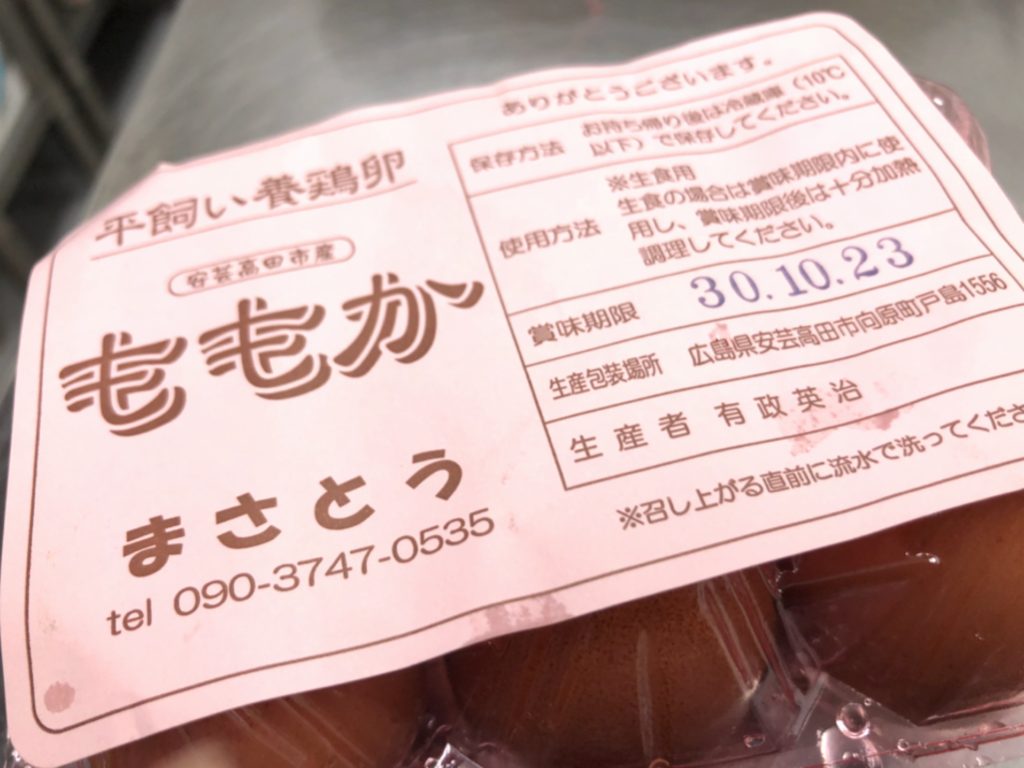 平飼い養鶏卵
安芸高田市産
ももか
まさとう
tel 090-3747-0535
ありがとうございます。
保存方法 お持ち帰り後は冷蔵庫(10℃
以下)で保存してください。
使用方法 ※生食用
生食の場合は賞味期限内に使
用し、賞味期限後は十分加熱
調理してください。
賞味期限 30.10.23
生産包装場所 広島県安芸高田市向原町戸島1556
生産者 有政英治
※召し上がる直前に流水で洗ってくださ